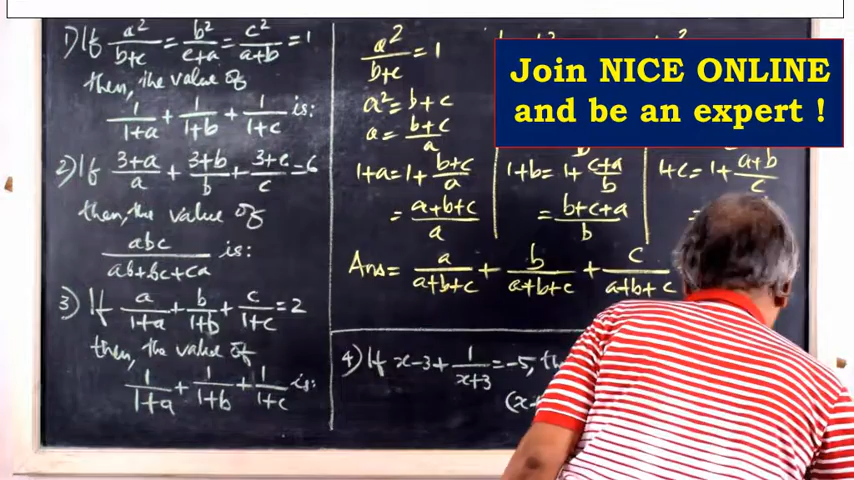 1) If a²/(b+c) = b²/(c+a) = c²/(a+b) = 1
then, the value of
1/(1+a) + 1/(1+b) + 1/(1+c) is:
2) If (3+a)/a + (3+b)/b + (3+c)/c = 6
then, the value of
abc/(ab+bc+ca) is:
3) If a/(1+a) + b/(1+b) + c/(1+c) = 2
then, the value of
1/(1+a) + 1/(1+b) + 1/(1+c) is:
a²/(b+c) = 1
a² = b+c
a = (b+c)/a
1+a = 1 + (b+c)/a
= (a+b+c)/a
1+b = 1 + (c+a)/b
= (b+c+a)/b
1+c = 1 + (a+b)/c
=
Ans = a/(a+b+c) + b/(a+b+c) + c/(a+b+c)
4) If x-3 + 1/(x+3) = -5,
(x+
Join NICE ONLINE
and be an expert !